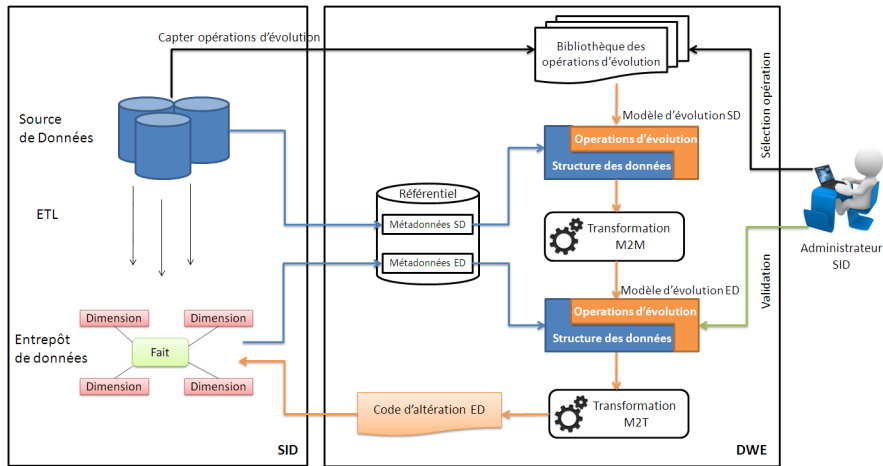 Capter opérations d'évolution
Bibliothèque des
opérations d'évolution
Source
de Données
Modèle d'évolution SD
Operations d'évolution
Structure des données
Sélection opération
ETL
Référentiel
Métadonnées SD
Métadonnées ED
Transformation
M2M
Administrateur
SID
Modèle d'évolution ED
Operations d'évolution
Structure des données
Validation
Entrepôt
de données
Dimension
Dimension
Fait
Dimension
Dimension
Code d'altération ED
Transformation
M2T
SID
DWE